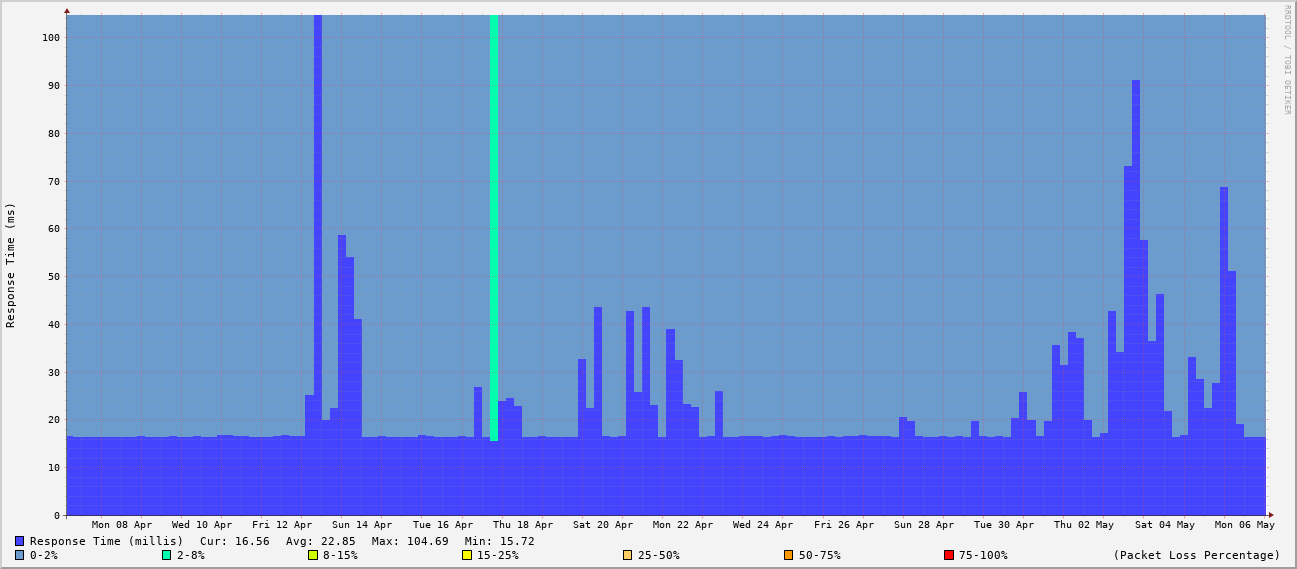 RRDTOOL / TOBI OETIKER
Response Time (ms)
100
90
80
70
60
50
40
30
20
10
0
Mon 08 Apr Wed 10 Apr Fri 12 Apr Sun 14 Apr Tue 16 Apr Thu 18 Apr Sat 20 Apr Mon 22 Apr Wed 24 Apr Fri 26 Apr Sun 28 Apr Tue 30 Apr Thu 02 May Sat 04 May Mon 06 May
Response Time (millis) Cur: 16.56 Avg: 22.85 Max: 104.69 Min: 15.72
0-2% 2-8% 8-15% 15-25% 25-50% 50-75% 75-100% (Packet Loss Percentage)